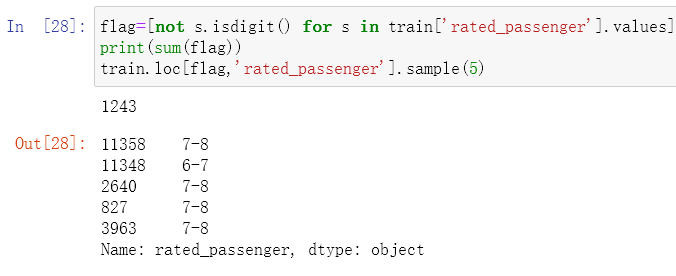 In [28]: flag=[not s.isdigit() for s in train['rated_passenger'].values]
print(sum(flag))
train.loc[flag,'rated_passenger'].sample(5)
1243
Out[28]: 11358 7-8
11348 6-7
2640 7-8
827 7-8
3963 7-8
Name: rated_passenger, dtype: object